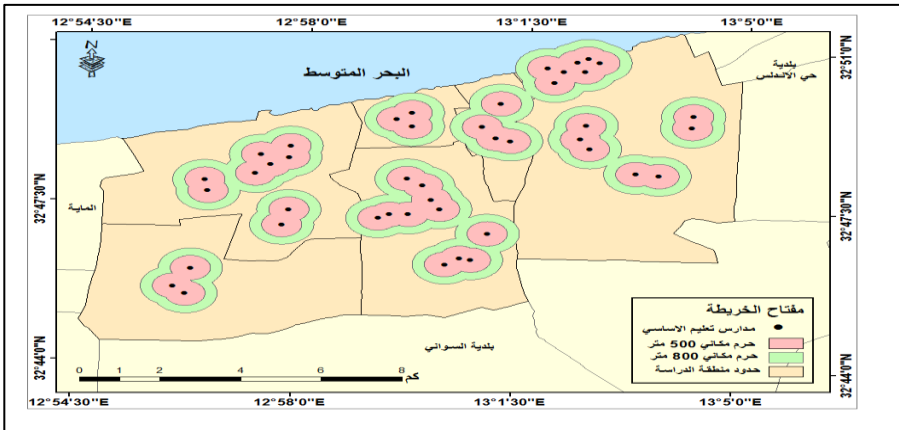 12°54'30"E 12°58'0"E 13°1'30"E 13°5'0"E
N
البحر المتوسط
بلدية
حي الاندلس
32°51'0"N
32°51'0"N
الماية
32°47'30"N
32°47'30"N
بلدية السواني
مفتاح الخريطة
مدارس تعليم الاساسي
حرم مكاني 500 متر
حرم مكاني 800 متر
حدود منطقة الدراسة
32°44'0"N
32°44'0"N
0 1 2 4 6 8
كم
12°54'30"E 12°58'0"E 13°1'30"E 13°5'0"E